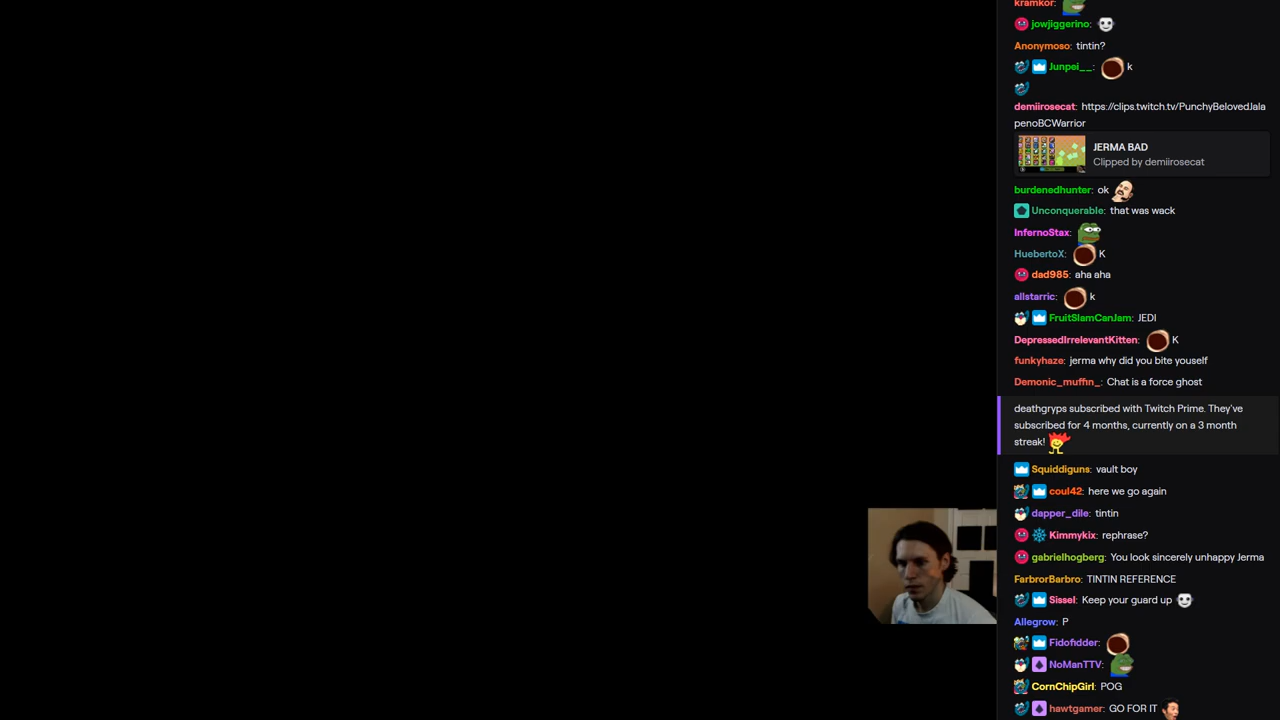 kramkor:
jowjiggerino:
Anonymoso: tintin?
Junpei__: k
demiirosecat: https://clips.twitch.tv/PunchyBelovedJala
penoBCWarrior
JERMA BAD
Clipped by demiirosecat
burdenedhunter: ok
Unconquerable: that was wack
InfernoStax:
HuebertoX: K
dad985: aha aha
allstarric: k
FruitSlamCanJam: JEDI
DepressedIrrelevantKitten: K
funkyhaze: jerma why did you bite youself
Demonic_muffin_: Chat is a force ghost
deathgryps subscribed with Twitch Prime. They've
subscribed for 4 months, currently on a 3 month
streak!
Squiddiguns: vault boy
coul42: here we go again
dapper_dile: tintin
Kimmykix: rephrase?
gabrielhogberg: You look sincerely unhappy Jerma
FarbrorBarbro: TINTIN REFERENCE
Sissel: Keep your guard up
Allegrow: P
Fidofidder:
NoManTTV:
CornChipGirl: POG
hawtgamer: GO FOR IT